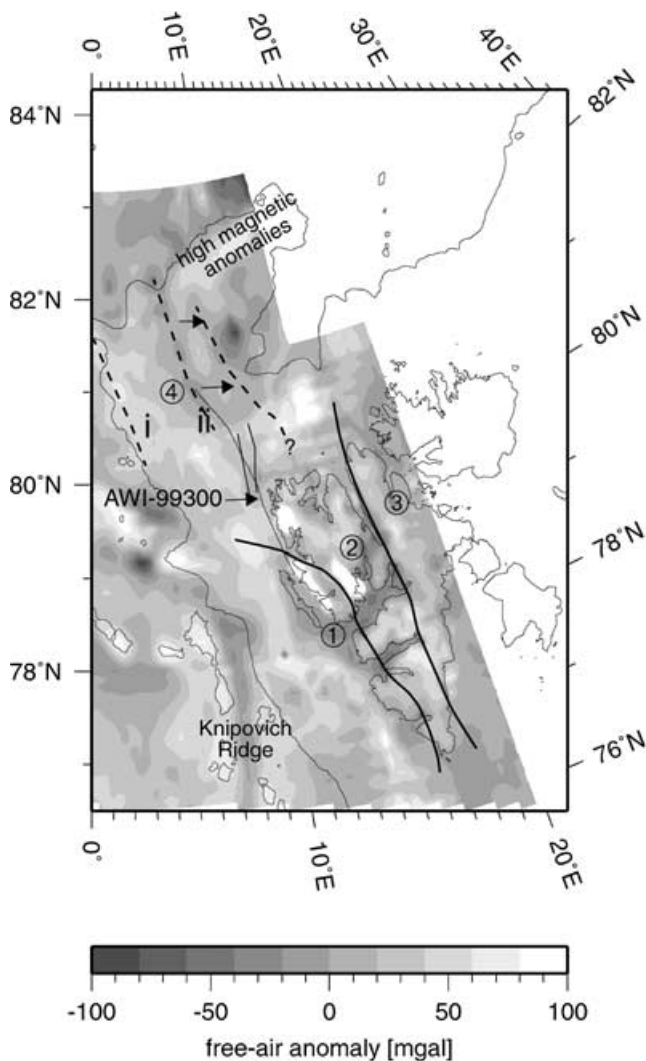 0° 10°E 20°E 30°E 40°E
84°N 82°N
high magnetic
anomalies
82°N
80°N
④
i ii
?
80°N
AWI-99300
③
②
78°N
①
78°N
Knipovich
Ridge
76°N
0° 10°E 20°E
-100 -50 0 50 100
free-air anomaly [mgal]